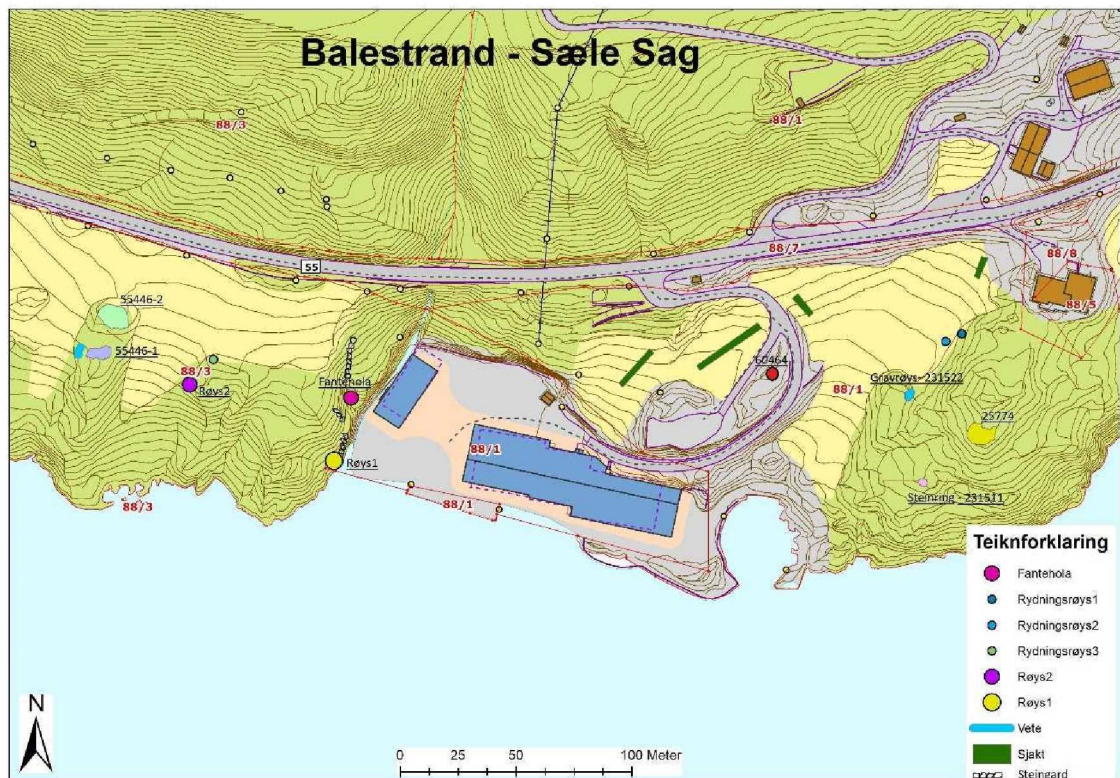 Balestrand - Sæle Sag
88/3
88/1
88/7
88/8
55
88/5
55446-2
55446-1
88/3
Røys2
Fantehola
60464
88/1
Gravrøys- 231522
25774
88/1
Røys1
Steinring - 231511
88/3
88/1
Teiknforklaring
Fantehola
Rydningsrøys1
Rydningsrøys2
Rydningsrøys3
Røys2
Røys1
Vete
Sjakt
Steingard
N
0 25 50 100 Meter